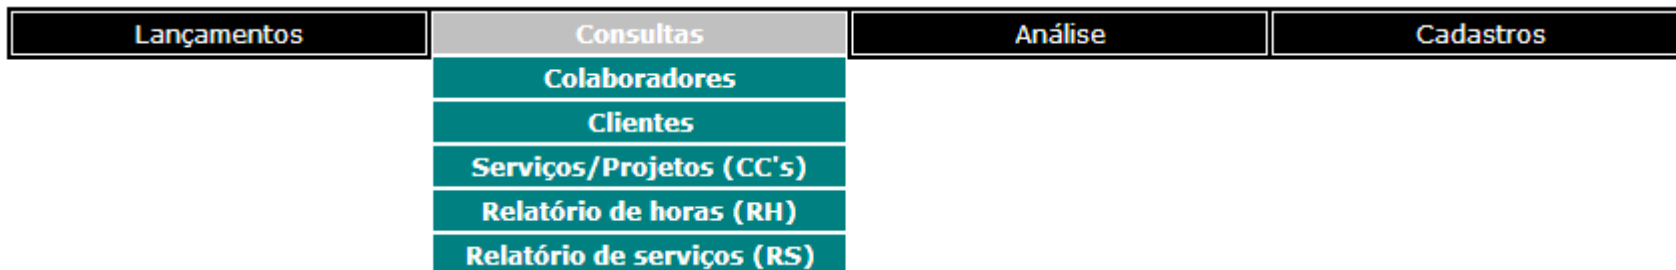 Lançamentos Consultas Análise Cadastros
Colaboradores
Clientes
Serviços/Projetos (CC's)
Relatório de horas (RH)
Relatório de serviços (RS)